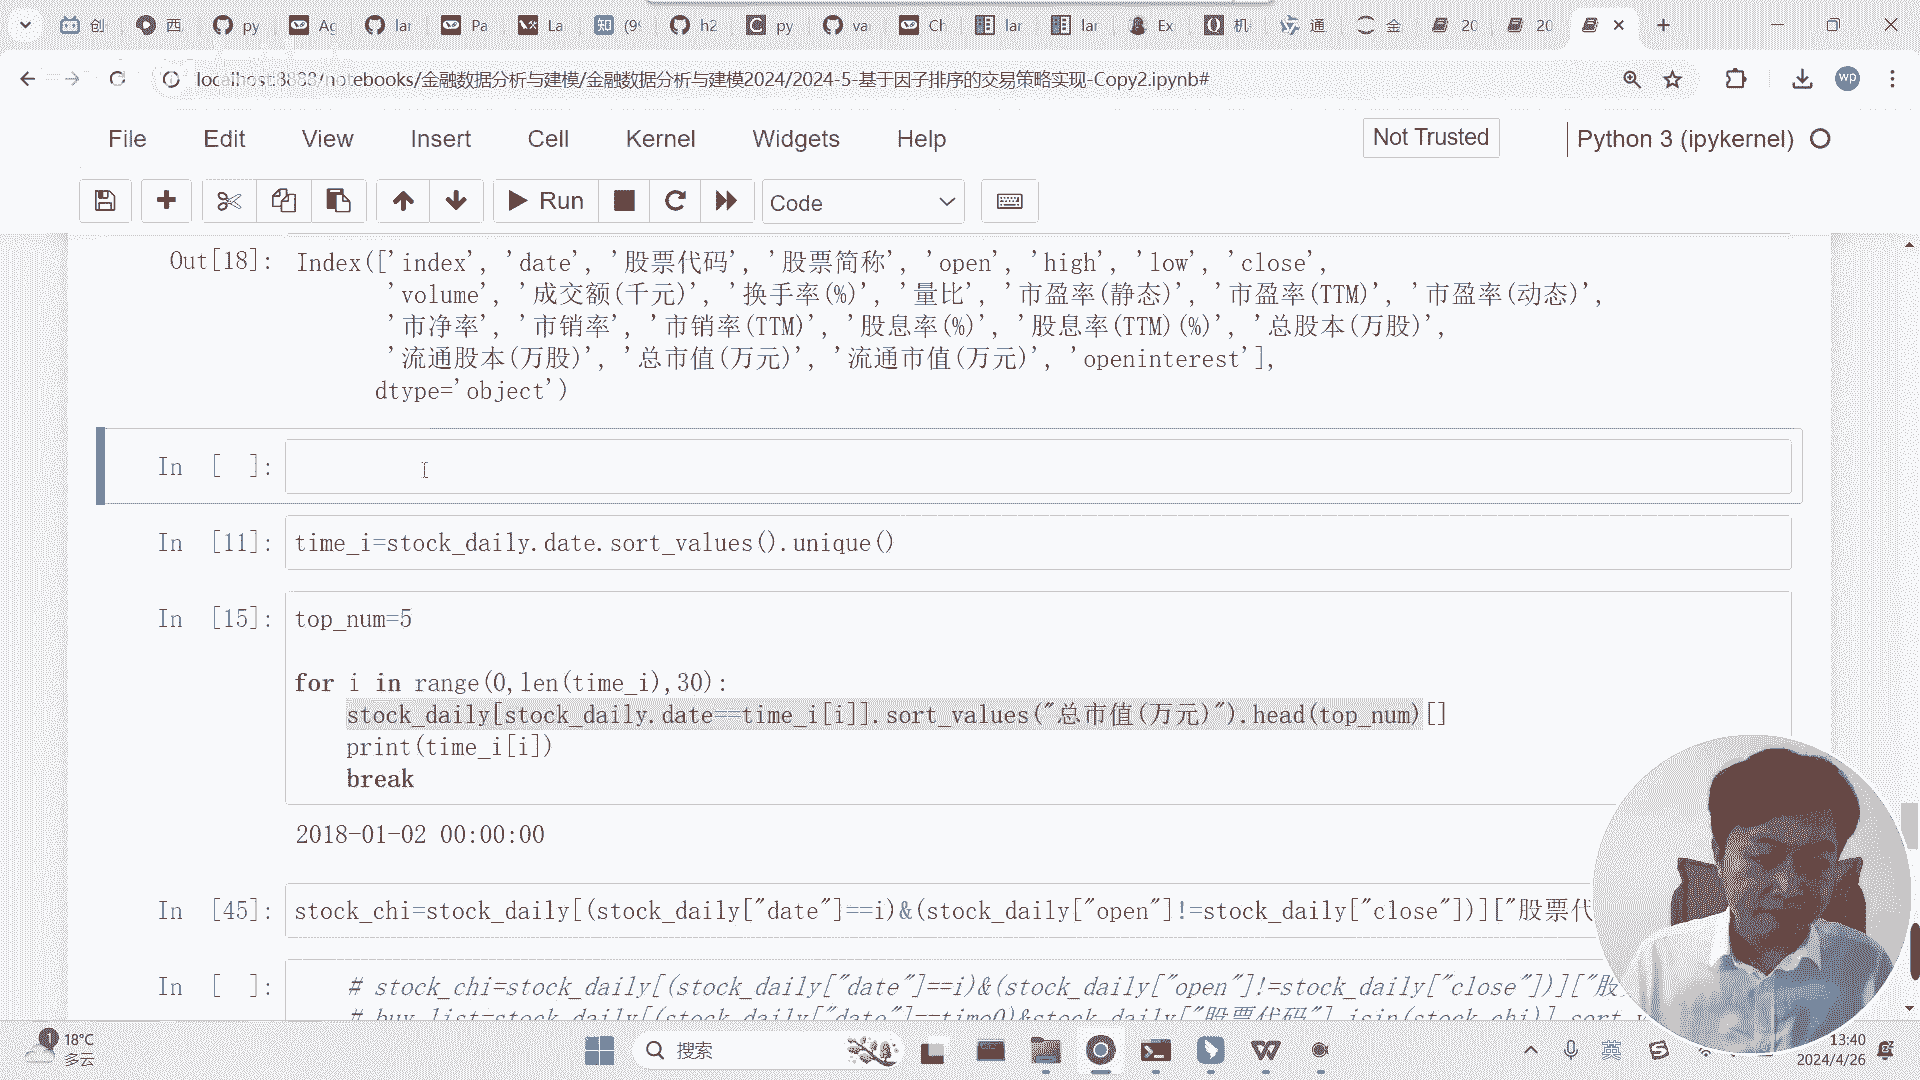 创 西 py Ag lar Pa La (99 h2 py va Ch lar lar Ex 机 通 金 20 20
localhost:8888/notebooks/金融数据分析与建模/金融数据分析与建模2024/2024-5-基于因子排序的交易策略实现-Copy2.ipynb#
wp
File Edit View Insert Cell Kernel Widgets Help Not Trusted Python 3 (ipykernel)
Run Code
Out[18]: Index(['index', 'date', '股票代码', '股票简称', 'open', 'high', 'low', 'close',
'volume', '成交额(千元)', '换手率(%)', '量比', '市盈率(静态)', '市盈率(TTM)', '市盈率(动态)',
'市净率', '市销率', '市销率(TTM)', '股息率(%)', '股息率(TTM)(%)', '总股本(万股)',
'流通股本(万股)', '总市值(万元)', '流通市值(万元)', 'openinterest'],
dtype='object')
In [ ]:
In [11]: time_i=stock_daily.date.sort_values().unique()
In [15]: top_num=5
for i in range(0,len(time_i),30):
stock_daily[stock_daily.date==time_i[i]].sort_values("总市值(万元)").head(top_num)[]
print(time_i[i])
break
2018-01-02 00:00:00
In [45]: stock_chi=stock_daily[(stock_daily["date"]==i)&(stock_daily["open"]!=stock_daily["close"])]["股票代
In [ ]: # stock_chi=stock_daily[(stock_daily["date"]==i)&(stock_daily["open"]!=stock_daily["close"])]["股
# buy_list=stock_daily[(stock_daily["date"]==time0)&stock_daily["股票代码"].isin(stock_chi)].sort_v
1 18°C
多云
搜索
英
13:40
2024/4/26